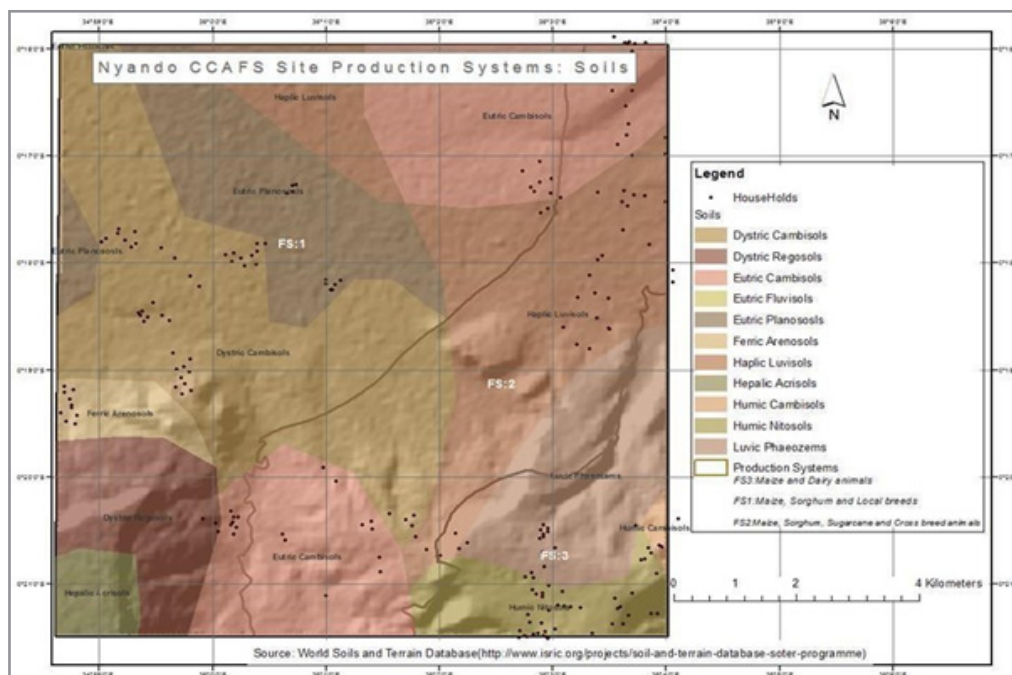 Nyando CCAFS Site Production Systems: Soils
Haplic Luvisols
Eutric Cambisols
N
Eutric Planosols
FS:1
Eutric Planososls
Haplic Luvisols
Dystric Cambisols
FS:2
Ferric Arenosols
Luvic Phaeozems
Dystric Regosols
Humic Cambisols
Eutric Cambisols
FS:3
Humic Nitosols
Legend
HouseHolds
Soils
Dystric Cambisols
Dystric Regosols
Eutric Cambisols
Eutric Fluvisols
Eutric Planososls
Ferric Arenosols
Haplic Luvisols
Hepalic Acrisols
Humic Cambisols
Humic Nitosols
Luvic Phaeozems
Production Systems
FS3:Maize and Dairy animals
FS1:Maize, Sorghum and Local breeds
FS2:Maize, Sorghum, Sugarcane and Cross breed animals
0 1 2 4 Kilometers
Source: World Soils and Terrain Database(http://www.isric.org/projects/soil-and-terrain-database-soter-programme)